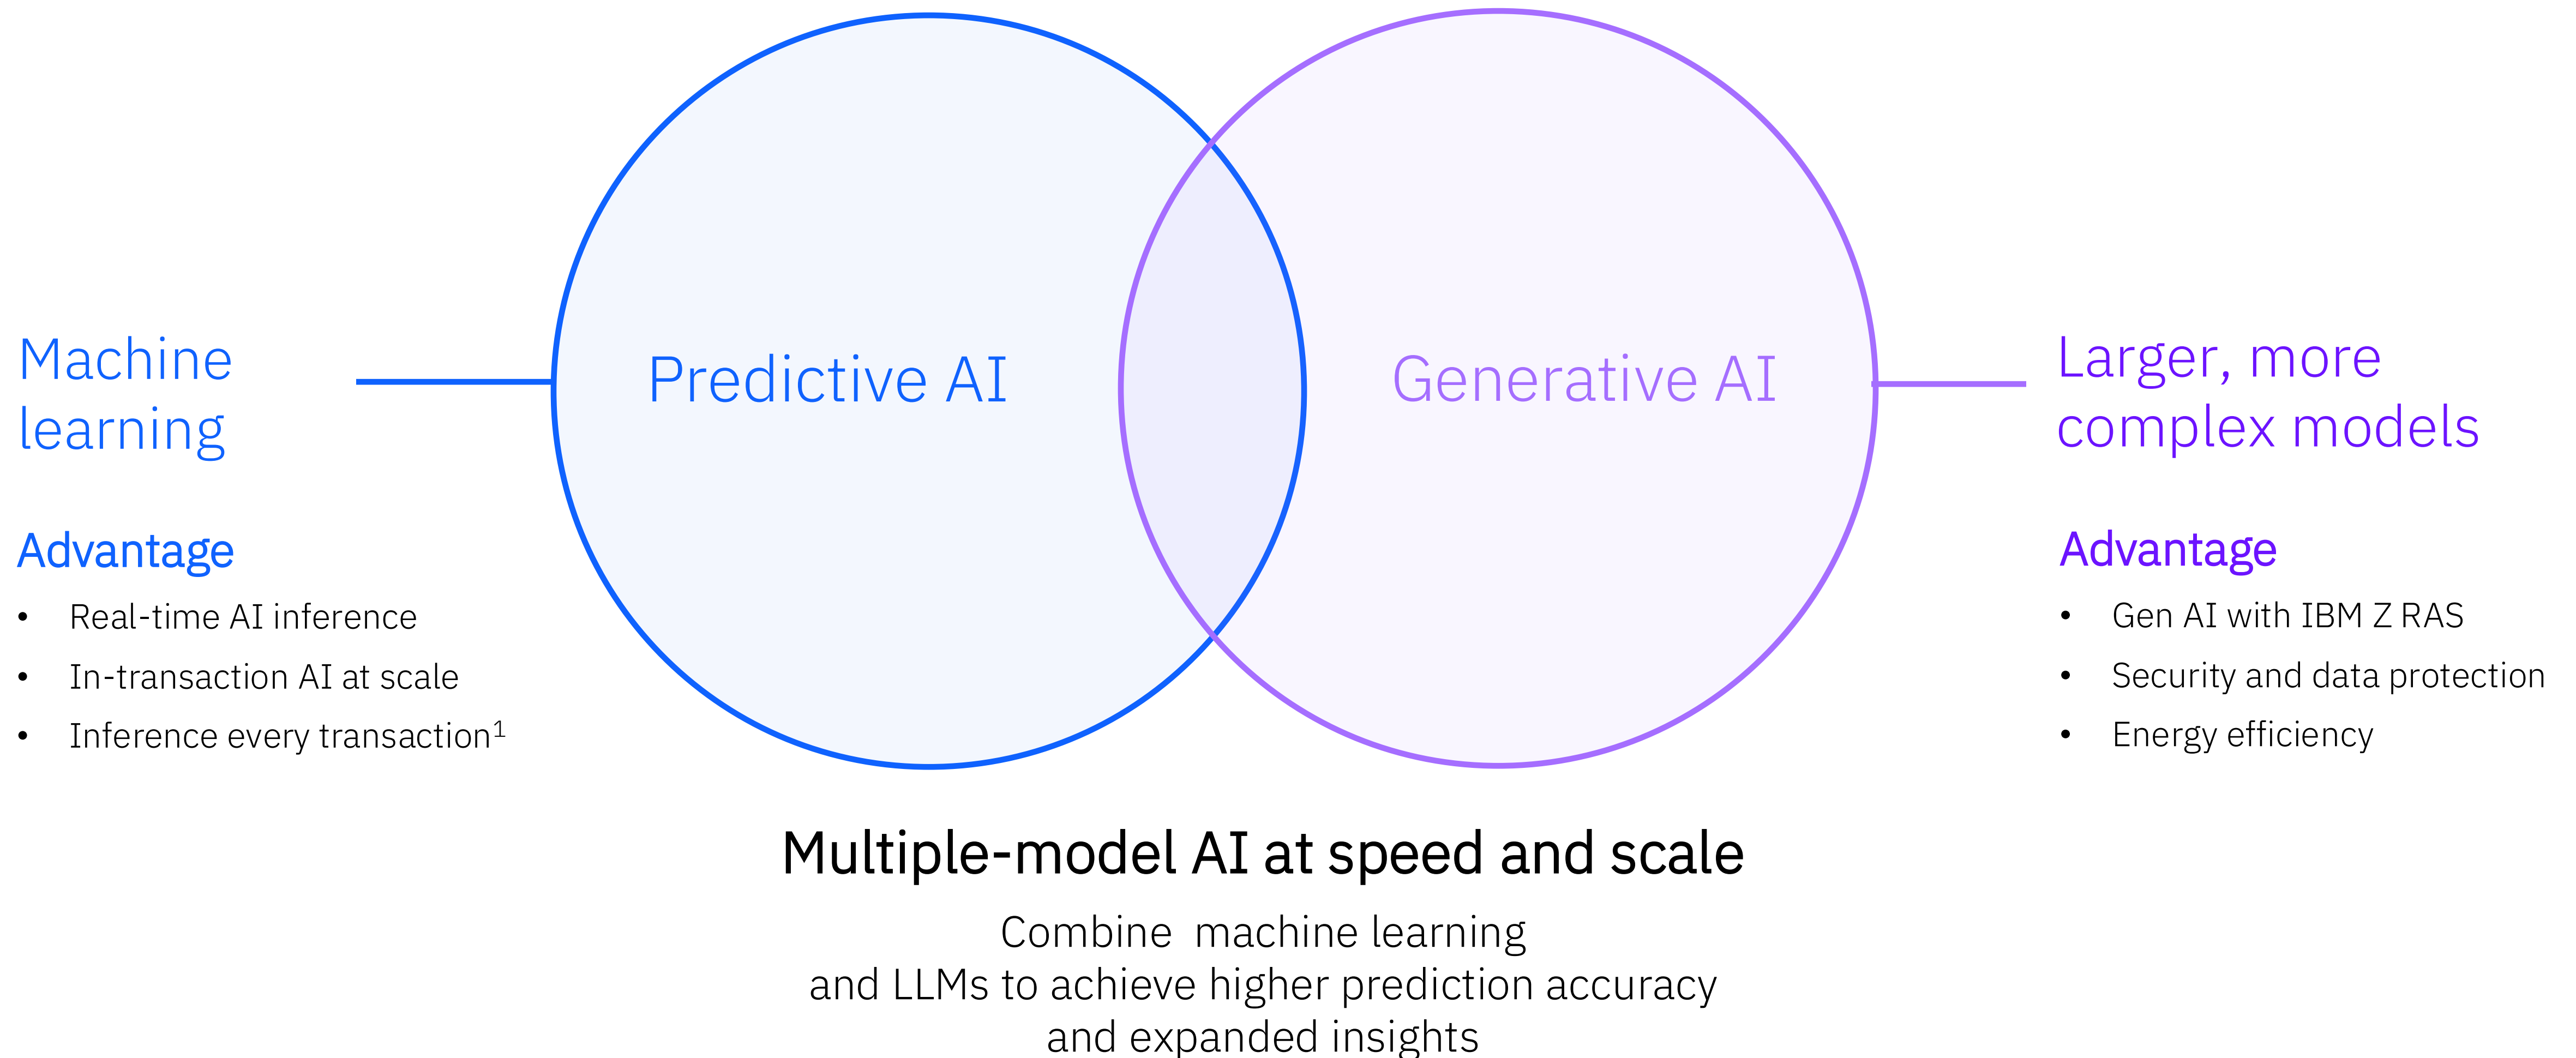 Machine
learning
Advantage
• Real-time AI inference
• In-transaction AI at scale
• Inference every transaction¹
Predictive AI
Generative AI
Larger, more
complex models
Advantage
• Gen AI with IBM Z RAS
• Security and data protection
• Energy efficiency
Multiple-model AI at speed and scale
Combine machine learning
and LLMs to achieve higher prediction accuracy
and expanded insights